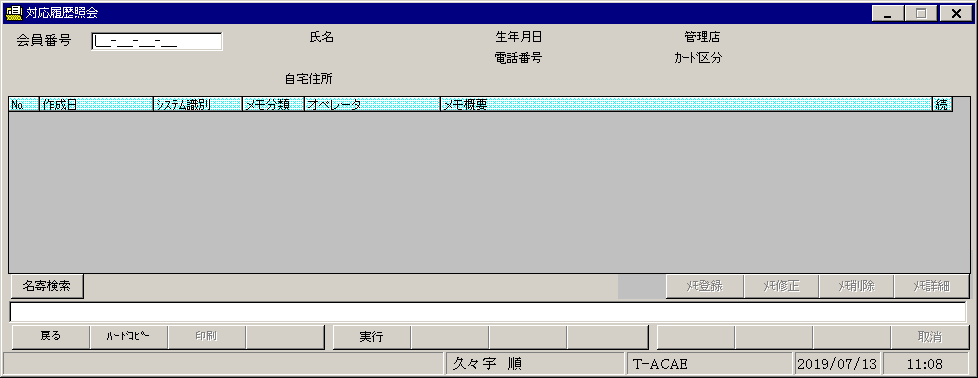 対応履歴照会
会員番号 __-__-__-__ 氏名 生年月日 管理店
電話番号 ｶｰﾄﾞ区分
自宅住所
No. 作成日 ｼｽﾃﾑ識別 メモ分類 オペレータ メモ概要 続
名寄検索 ﾒﾓ登録 ﾒﾓ修正 ﾒﾓ削除 ﾒﾓ詳細
戻る ﾊｰﾄﾞｺﾋﾟｰ 印刷 実行 取消
久々宇 順 T-ACAE 2019/07/13 11:08